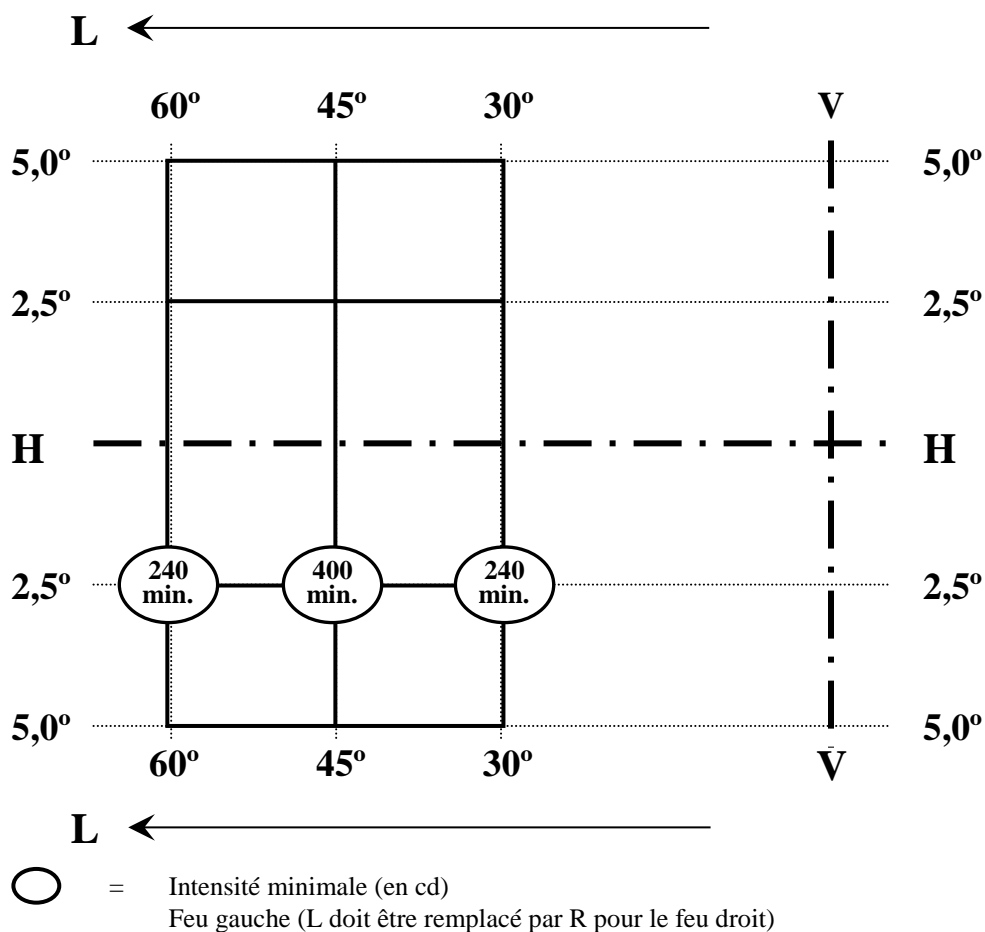 L
60º 45º 30º V
5,0º 5,0º
2,5º 2,5º
H H
240 min. 400 min. 240 min.
2,5º 2,5º
5,0º 5,0º
60º 45º 30º V
L
= Intensité minimale (en cd)
Feu gauche (L doit être remplacé par R pour le feu droit)